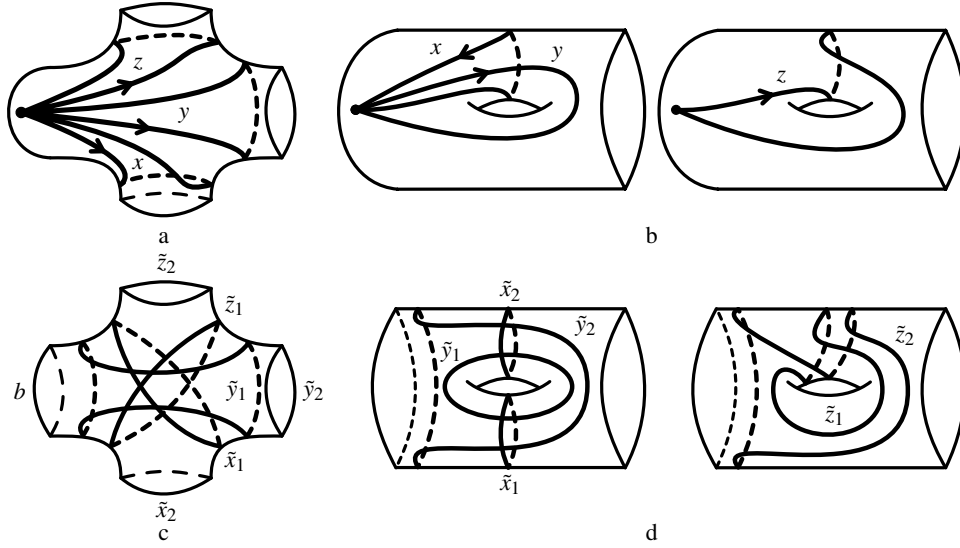 z
y
x
a
x
y
z
b
z̃₂
z̃₁
b
ỹ₁
ỹ₂
x̃₁
x̃₂
c
x̃₂
ỹ₁
ỹ₂
x̃₁
z̃₂
z̃₁
d